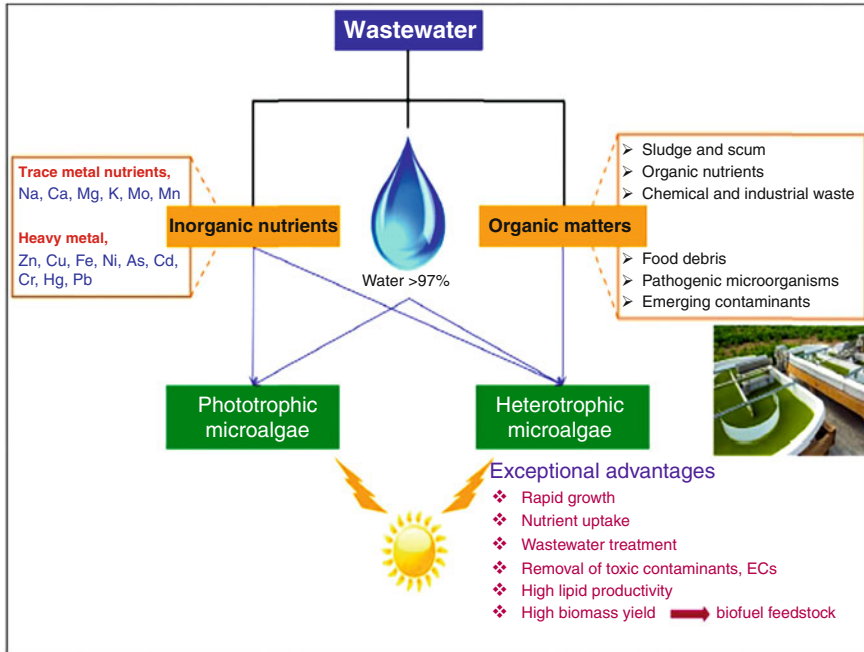 Wastewater
Trace metal nutrients,
Na, Ca, Mg, K, Mo, Mn
Heavy metal,
Zn, Cu, Fe, Ni, As, Cd,
Cr, Hg, Pb
Inorganic nutrients
Water >97%
Organic matters
Sludge and scum
Organic nutrients
Chemical and industrial waste
Food debris
Pathogenic microorganisms
Emerging contaminants
Phototrophic
microalgae
Heterotrophic
microalgae
Exceptional advantages
Rapid growth
Nutrient uptake
Wastewater treatment
Removal of toxic contaminants, ECs
High lipid productivity
High biomass yield biofuel feedstock